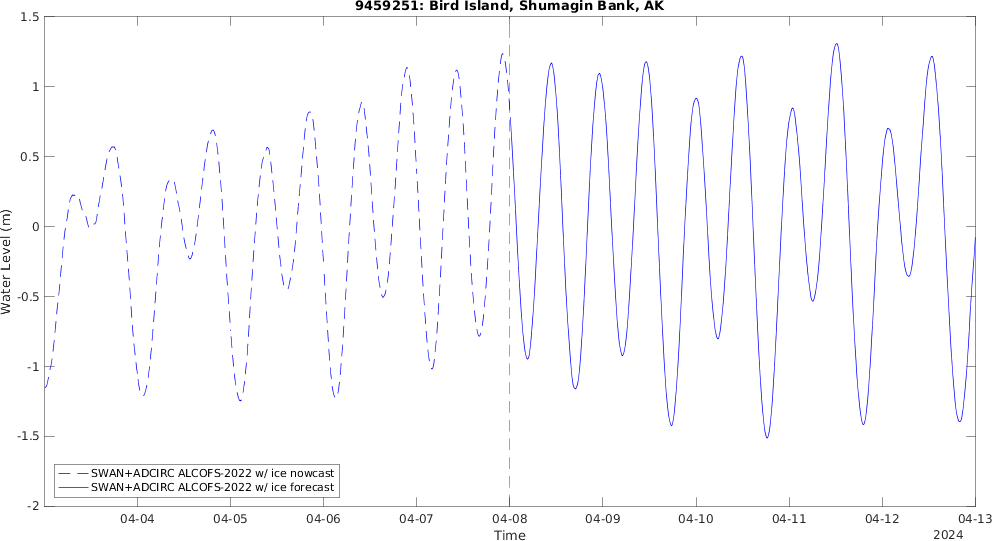 9459251: Bird Island, Shumagin Bank, AK
1.5
1
0.5
0
-0.5
-1
-1.5
-2
Water Level (m)
SWAN+ADCIRC ALCOFS-2022 w/ ice nowcast
SWAN+ADCIRC ALCOFS-2022 w/ ice forecast
04-04 04-05 04-06 04-07 04-08 04-09 04-10 04-11 04-12 04-13
Time
2024